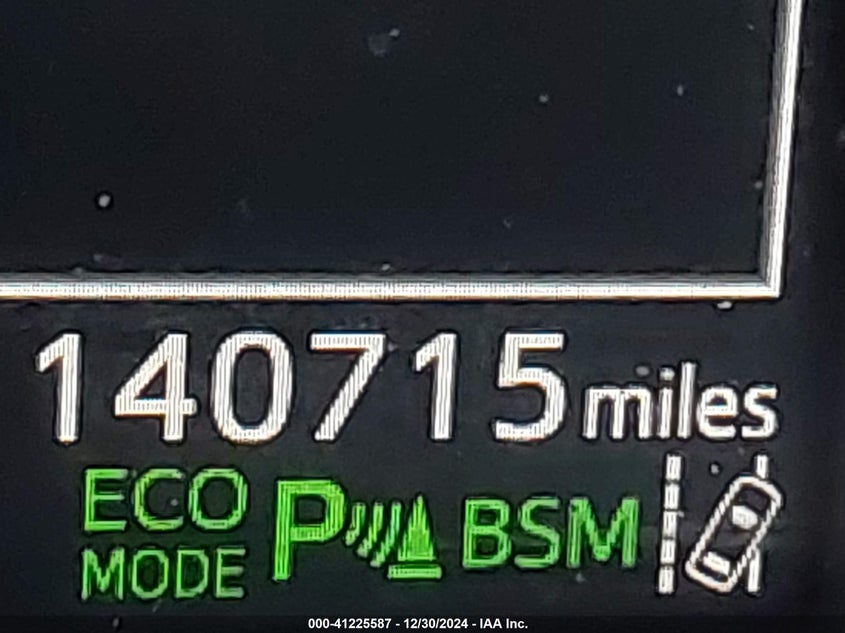 140715 miles
ECO P BSM
MODE
000-41225587 - 12/30/2024 - IAA Inc.